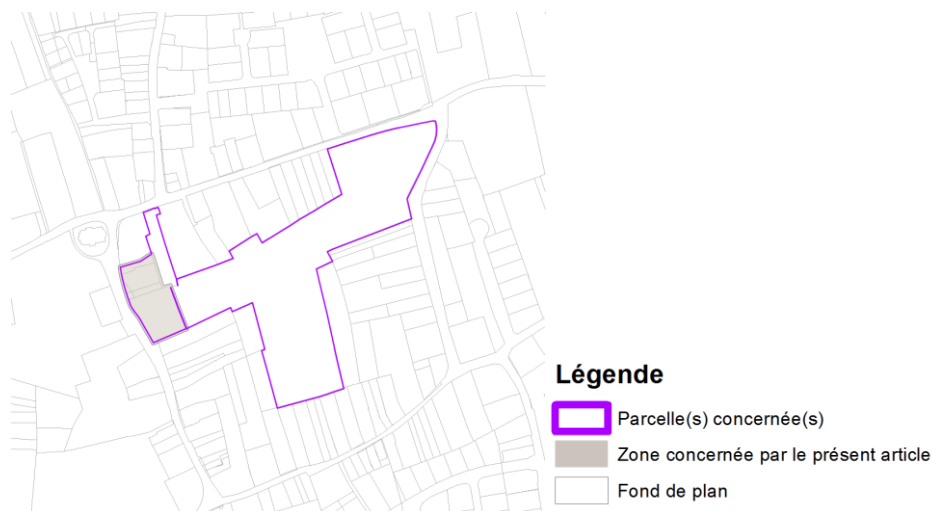 Légende
Parcelle(s) concernée(s)
Zone concernée par le présent article
Fond de plan